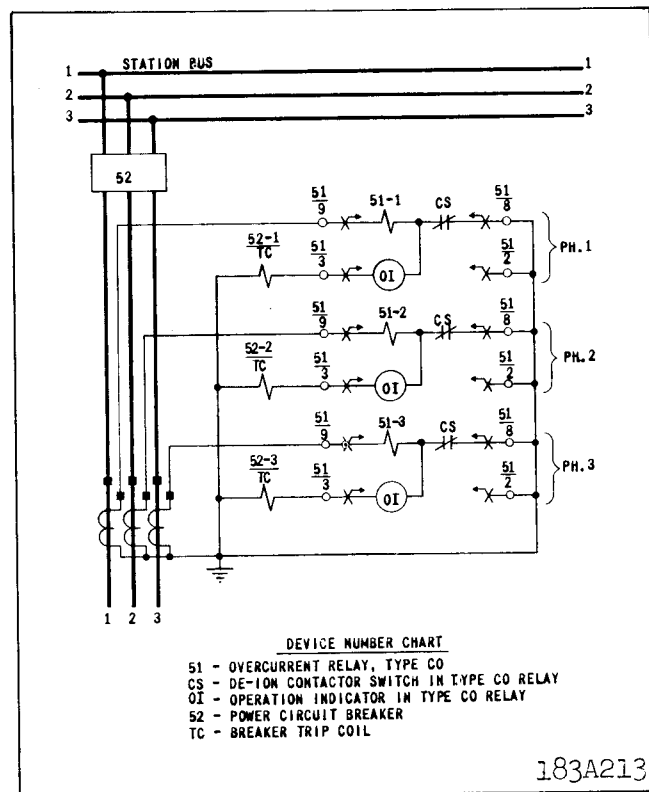 STATION BUS
1 1
2 2
3 3
52
51/9 51-1 CS 51/8
52-1/TC 51/3 OI 51/2 PH.1
51/9 51-2 CS 51/8
52-2/TC 51/3 OI 51/2 PH.2
51/9 51-3 CS 51/8
52-3/TC 51/3 OI 51/2 PH.3
1 2 3
DEVICE NUMBER CHART
51 - OVERCURRENT RELAY, TYPE CO
CS - DE-ION CONTACTOR SWITCH IN TYPE CO RELAY
OI - OPERATION INDICATOR IN TYPE CO RELAY
52 - POWER CIRCUIT BREAKER
TC - BREAKER TRIP COIL
183A213